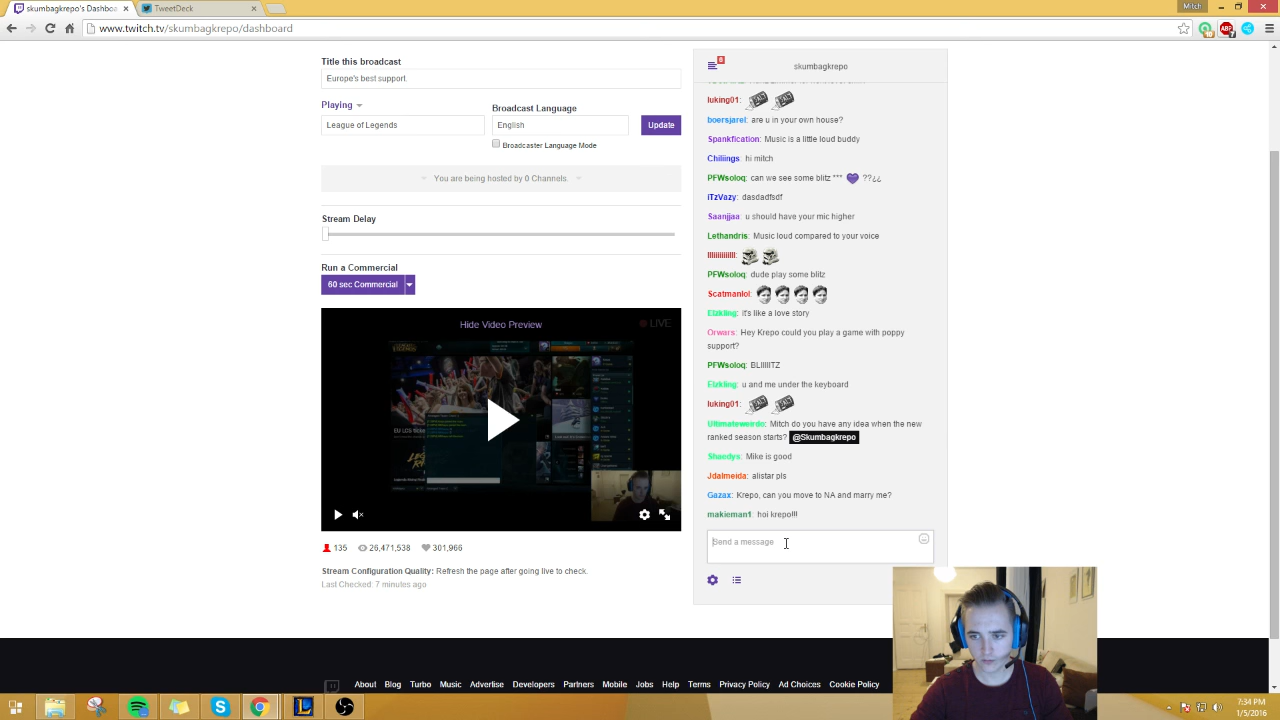 skumbagkrepo's Dashboa
TweetDeck
Mitch
www.twitch.tv/skumbagkrepo/dashboard
Title this broadcast
Europe's best support.
Playing
Broadcast Language
League of Legends
English
Update
Broadcaster Language Mode
You are being hosted by 0 Channels.
Stream Delay
Run a Commercial
60 sec Commercial
Hide Video Preview
LIVE
135
26,471,538
301,966
Stream Configuration Quality: Refresh the page after going live to check.
Last Checked: 7 minutes ago
skumbagkrepo
luking01:
boersjarel: are u in your own house?
Spankfication: Music is a little loud buddy
Chiliings: hi mitch
PFWsoloq: can we see some blitz *** ??¿¿
iTzVazy: dasdadfsdf
Saanjjaa: u should have your mic higher
Lethandris: Music loud compared to your voice
PFWsoloq: dude play some blitz
Scatmanlol:
Elzkling: it's like a love story
Orwars: Hey Krepo could you play a game with poppy
support?
PFWsoloq: BLIIIIITZ
Elzkling: u and me under the keyboard
luking01:
Ultimateweirdo: Mitch do you have any idea when the new
ranked season starts? @Skumbagkrepo
Shandys: Mike is good
Jdalmeida: alistar pls
Gazax: Krepo, can you move to NA and marry me?
makieman1: hoi krepo!!!
Send a message
About Blog Turbo Music Advertise Developers Partners Mobile Jobs Help Terms Privacy Policy Ad Choices Cookie Policy
7:34 PM
1/5/2016